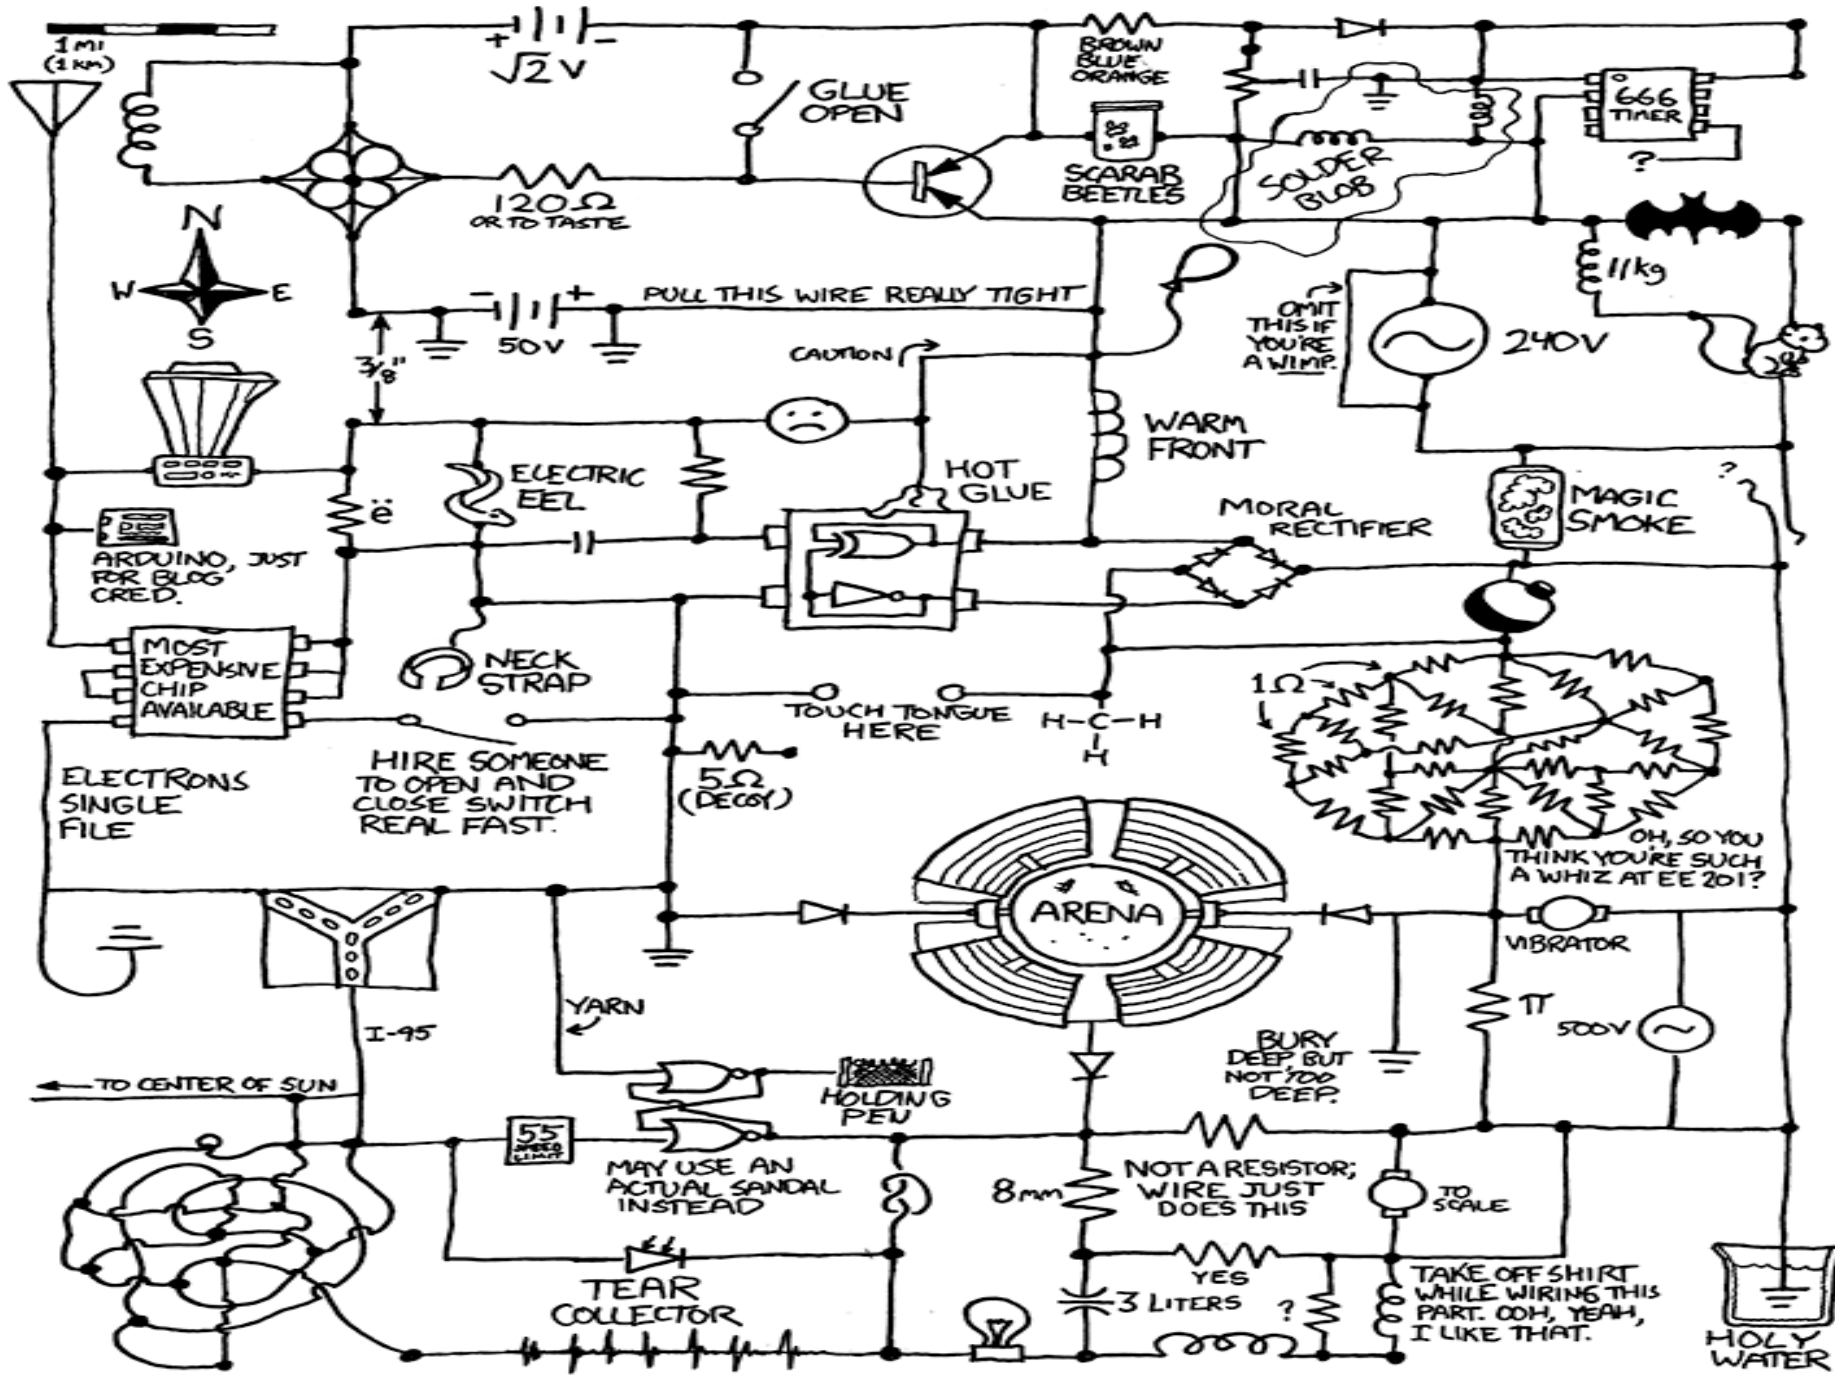 1 MI
(1 KM)
+ -
√2 V
GLUE
OPEN
BROWN
BLUE
ORANGE
666
TIMER
?
SCARAB
BEETLES
SOLDER
BLOB
120Ω
OR TO TASTE
N
W E
S
- +
50V
PULL THIS WIRE REALLY TIGHT
3/8"
CAUTION
OMIT
THIS IF
YOU'RE
A WIMP.
240V
11kg
WARM
FRONT
ELECTRIC
EEL
ë
HOT
GLUE
MORAL
RECTIFIER
?
MAGIC
SMOKE
ARDUINO, JUST
FOR BLOG
CRED.
MOST
EXPENSIVE
CHIP
AVAILABLE
NECK
STRAP
TOUCH TONGUE
HERE
H-C-H
H
1Ω
HIRE SOMEONE
TO OPEN AND
CLOSE SWITCH
REAL FAST.
5Ω
(DECOY)
ELECTRONS
SINGLE
FILE
OH, SO YOU
THINK YOU'RE SUCH
A WHIZ AT EE 201?
ARENA
VIBRATOR
YARN
I-95
π
500V
BURY
DEEP, BUT
NOT TOO
DEEP.
TO CENTER OF SUN
HOLDING
PEN
55
SPEED
LIMIT
MAY USE AN
ACTUAL SANDAL
INSTEAD
8mm
NOT A RESISTOR;
WIRE JUST
DOES THIS
TO
SCALE
TEAR
COLLECTOR
3 LITERS
YES
?
TAKE OFF SHIRT
WHILE WIRING THIS
PART. OOH, YEAH,
I LIKE THAT.
HOLY
WATER